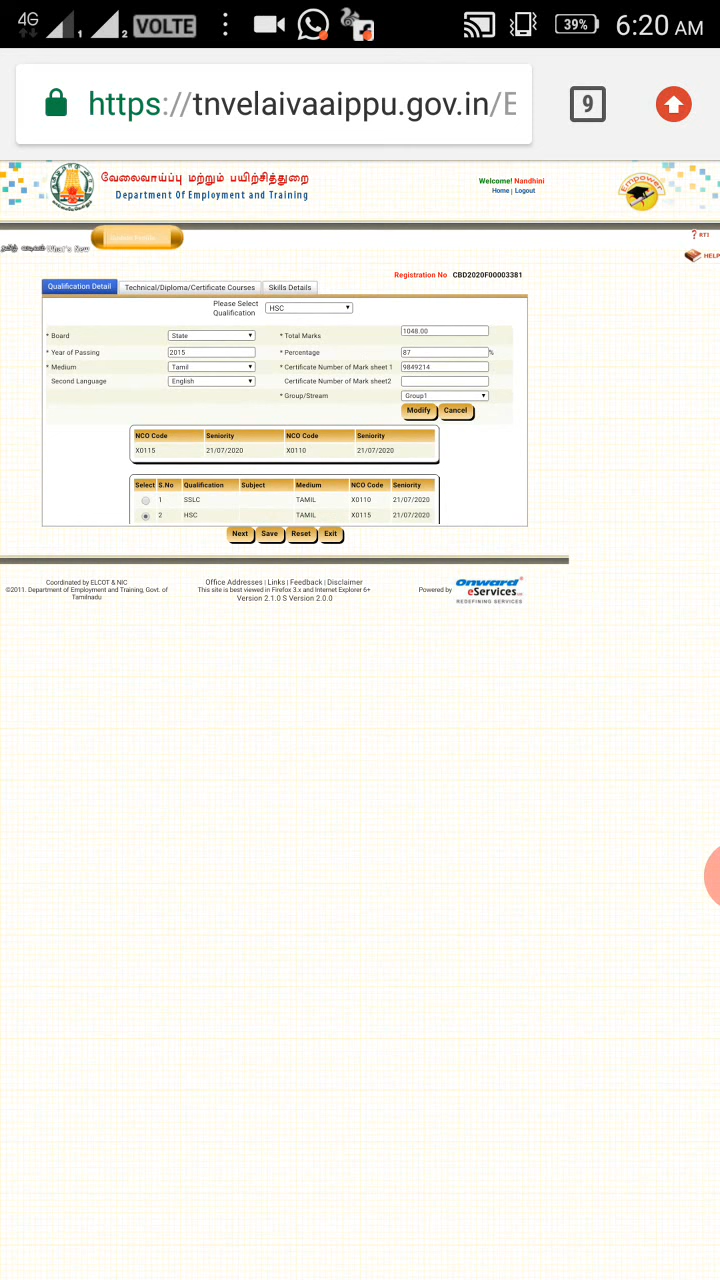 4G 1 2 VOLTE 39% 6:20 AM
https://tnvelaivaaippu.gov.in/E 9
வேலைவாய்ப்பு மற்றும் பயிற்சித்துறை
Department Of Employment and Training
Welcome! Nandhini
Home | Logout
Empower
What's New
? RTI
HELP
Registration No CBD2020F00003381
Qualification Detail Technical/Diploma/Certificate Courses Skills Details
Please Select Qualification HSC
* Board State * Total Marks 1048.00
* Year of Passing 2015 * Percentage 87 %
* Medium Tamil * Certificate Number of Mark sheet 1 9849214
Second Language English Certificate Number of Mark sheet2
* Group/Stream Group1
Modify Cancel
NCO Code Seniority NCO Code Seniority
X0115 21/07/2020 X0110 21/07/2020
Select S.No Qualification Subject Medium NCO Code Seniority
1 SSLC TAMIL X0110 21/07/2020
2 HSC TAMIL X0115 21/07/2020
Next Save Reset Exit
Coordinated by ELCOT & NIC
©2011. Department of Employment and Training, Govt. of
Tamilnadu
Office Addresses | Links | Feedback | Disclaimer
This site is best viewed in Firefox 3.x and Internet Explorer 6+
Version 2.1.0 S Version 2.0.0
Powered by Onward eServices
REDEFINING SERVICES